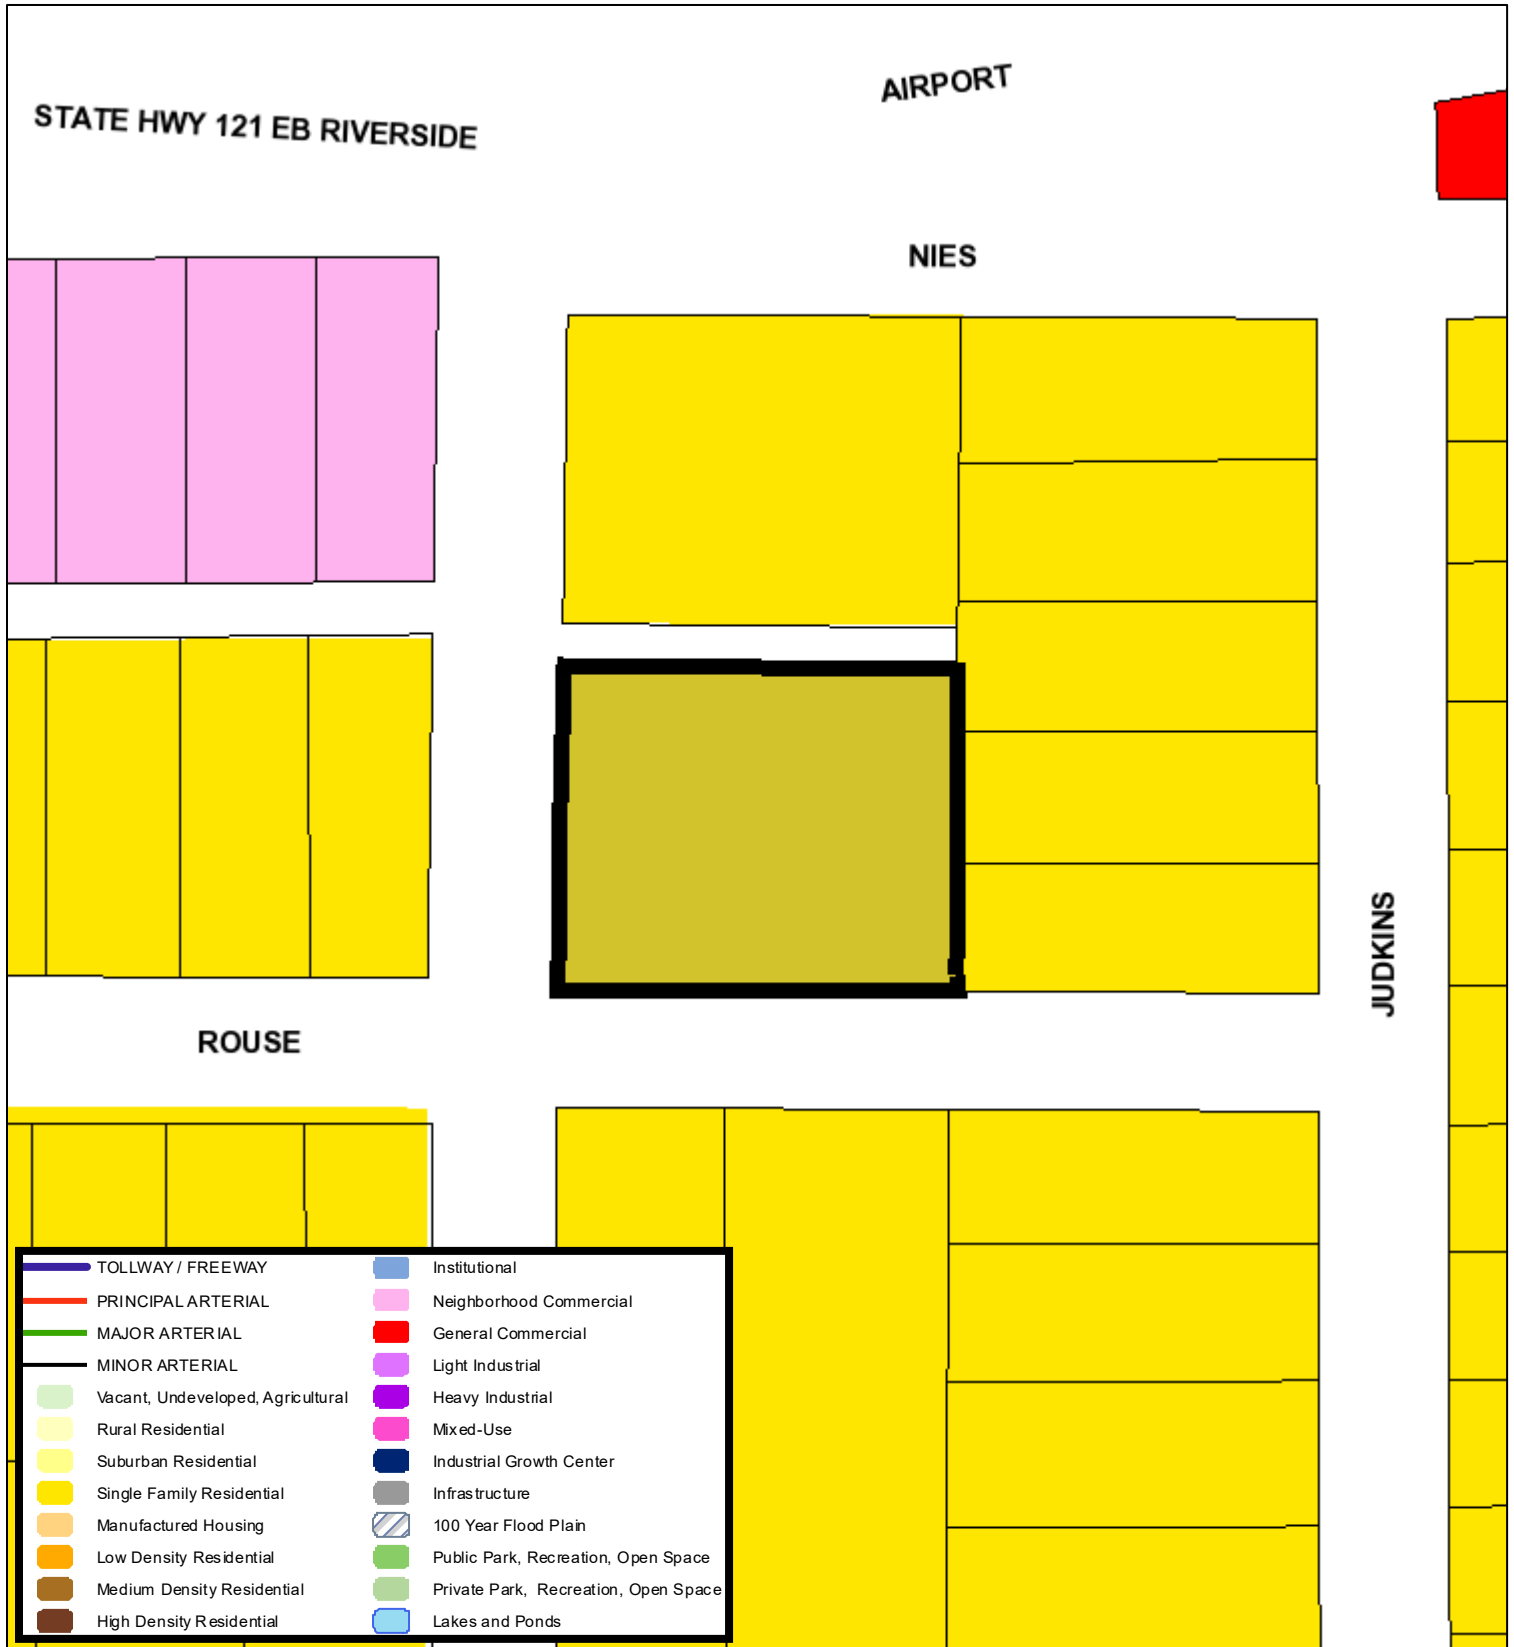 AIRPORT
STATE HWY 121 EB RIVERSIDE
NIES
JUDKINS
ROUSE
TOLLWAY / FREEWAY
PRINCIPAL ARTERIAL
MAJOR ARTERIAL
MINOR ARTERIAL
Vacant, Undeveloped, Agricultural
Rural Residential
Suburban Residential
Single Family Residential
Manufactured Housing
Low Density Residential
Medium Density Residential
High Density Residential
Institutional
Neighborhood Commercial
General Commercial
Light Industrial
Heavy Industrial
Mixed-Use
Industrial Growth Center
Infrastructure
100 Year Flood Plain
Public Park, Recreation, Open Space
Private Park, Recreation, Open Space
Lakes and Ponds